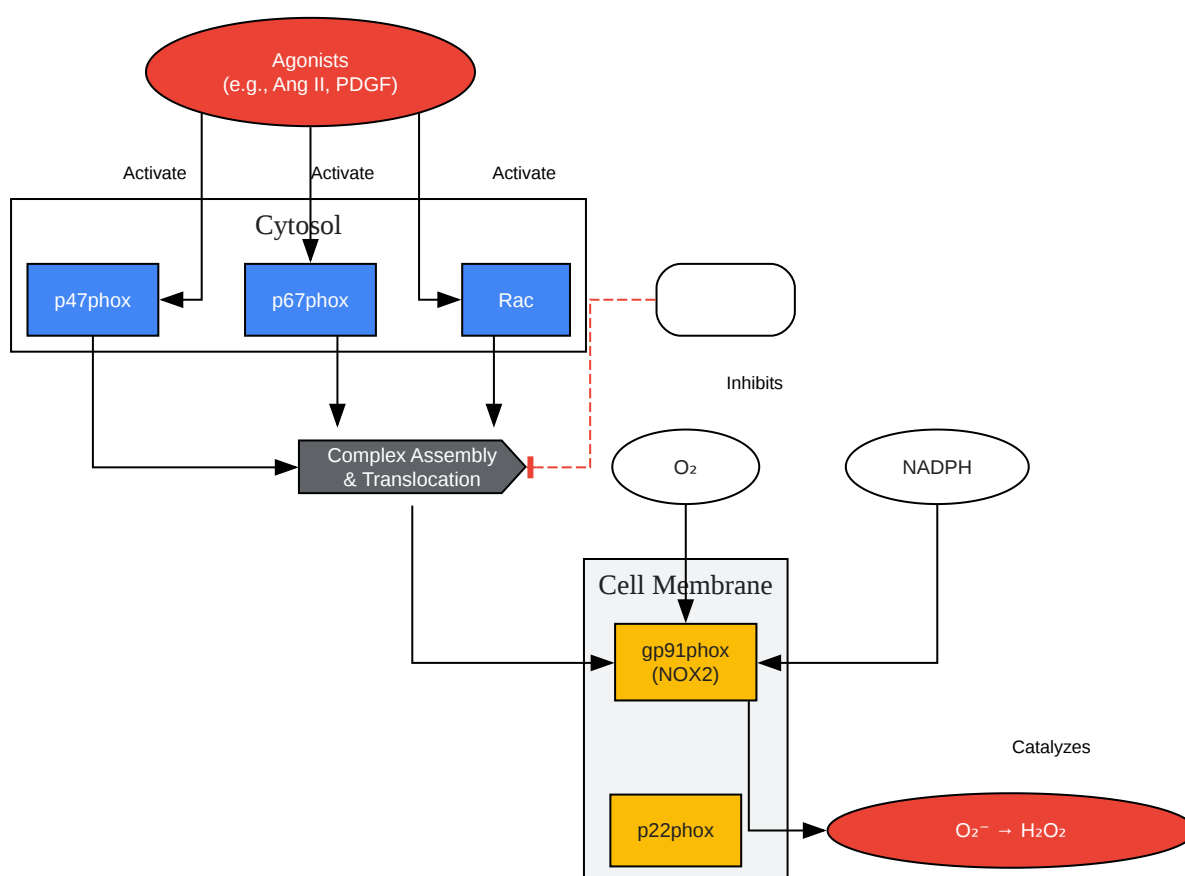 Agonists
(e.g., Ang II, PDGF)
Activate
Activate
Activate
Cytosol
p47phox
p67phox
Rac
Inhibits
Complex Assembly
& Translocation
O₂
NADPH
Cell Membrane
gp91phox
(NOX2)
Catalyzes
p22phox
O₂⁻ → H₂O₂